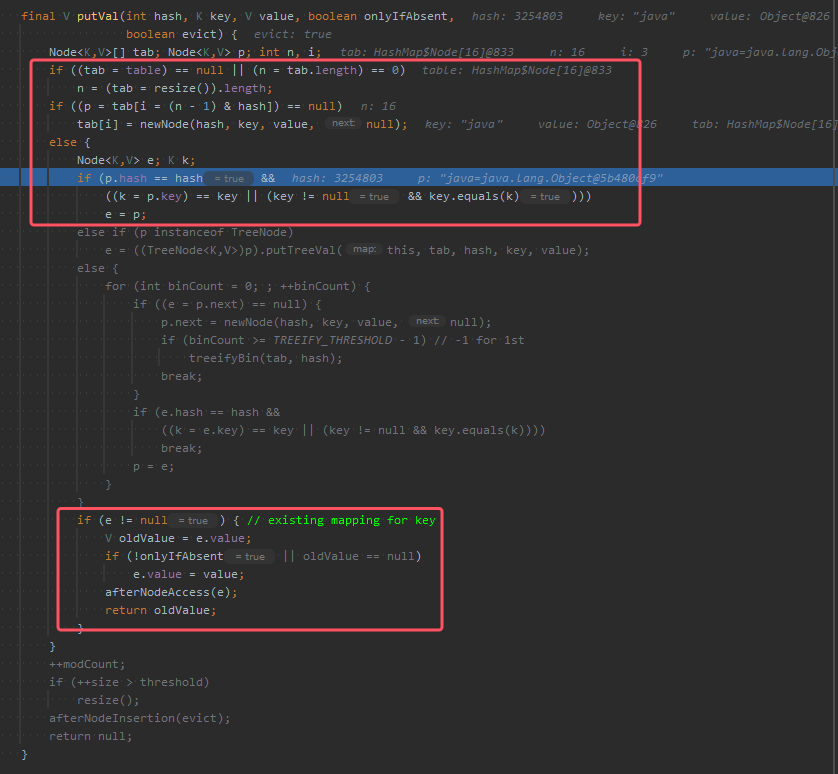 final V putVal(int hash, K key, V value, boolean onlyIfAbsent, hash: 3254803 key: "java" value: Object@826
boolean evict) { evict: true
Node<K,V>[] tab; Node<K,V> p; int n, i; tab: HashMap$Node[16]@833 n: 16 i: 3 p: "java=java.lang.Obj
if ((tab = table) == null || (n = tab.length) == 0) table: HashMap$Node[16]@833
n = (tab = resize()).length;
if ((p = tab[i = (n - 1) & hash]) == null) n: 16
tab[i] = newNode(hash, key, value, next: null); key: "java" value: Object@826 tab: HashMap$Node[16]
else {
Node<K,V> e; K k;
if (p.hash == hash = true && hash: 3254803 p: "java=java.lang.Object@5b480cf9"
((k = p.key) == key || (key != null = true && key.equals(k) = true )))
e = p;
else if (p instanceof TreeNode)
e = ((TreeNode<K,V>)p).putTreeVal( map: this, tab, hash, key, value);
else {
for (int binCount = 0; ; ++binCount) {
if ((e = p.next) == null) {
p.next = newNode(hash, key, value, next: null);
if (binCount >= TREEIFY_THRESHOLD - 1) // -1 for 1st
treeifyBin(tab, hash);
break;
}
if (e.hash == hash &&
((k = e.key) == key || (key != null && key.equals(k))))
break;
p = e;
}
}
if (e != null = true ) { // existing mapping for key
V oldValue = e.value;
if (!onlyIfAbsent = true || oldValue == null)
e.value = value;
afterNodeAccess(e);
return oldValue;
}
}
++modCount;
if (++size > threshold)
resize();
afterNodeInsertion(evict);
return null;
}